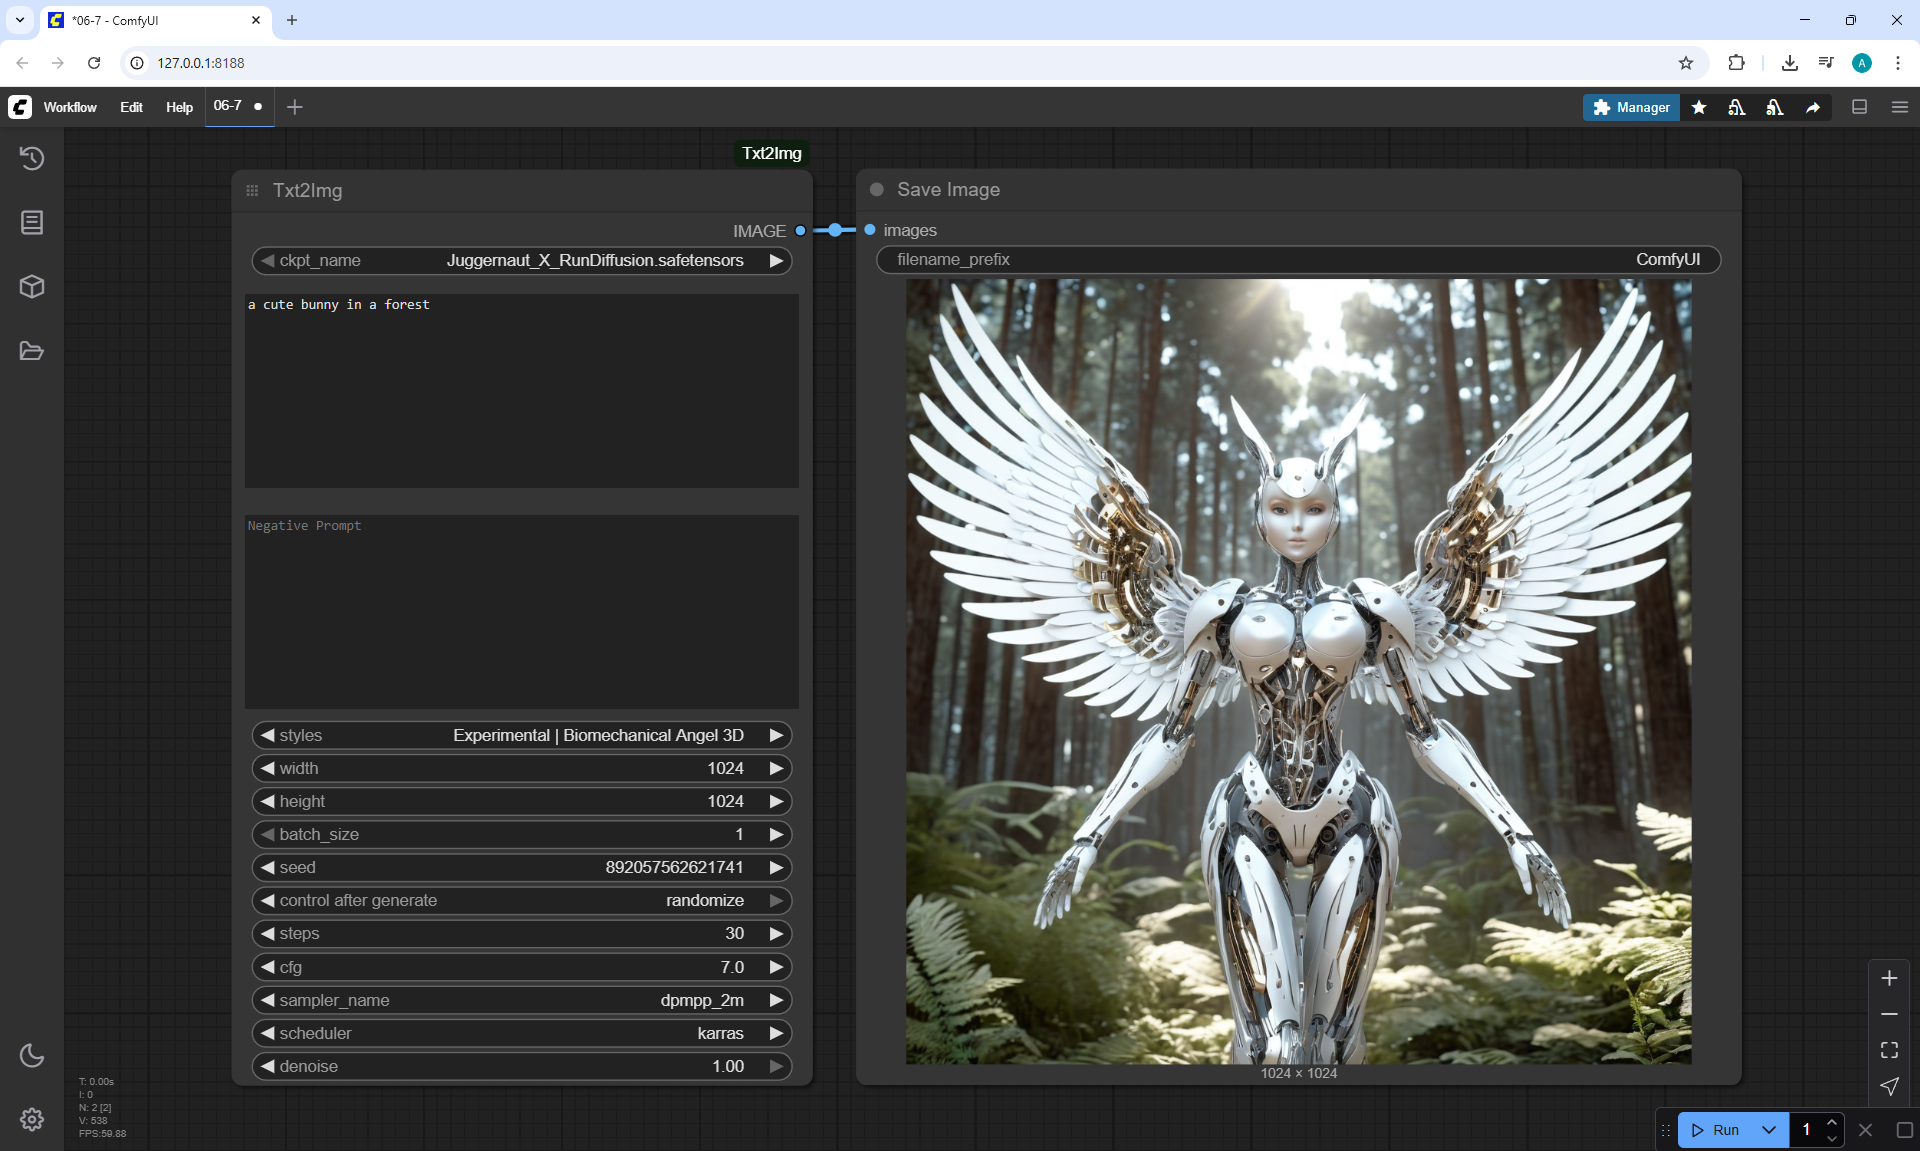 *06-7 - ComfyUI
127.0.0.1:8188
Workflow Edit Help 06-7
Manager
Txt2Img
Txt2Img
IMAGE
ckpt_name Juggernaut_X_RunDiffusion.safetensors
a cute bunny in a forest
Negative Prompt
styles Experimental | Biomechanical Angel 3D
width 1024
height 1024
batch_size 1
seed 892057562621741
control after generate randomize
steps 30
cfg 7.0
sampler_name dpmpp_2m
scheduler karras
denoise 1.00
Save Image
images
filename_prefix ComfyUI
1024 × 1024
T: 0.00s
I: 0
N: 2 [2]
V: 538
FPS:59.88
Run 1
A